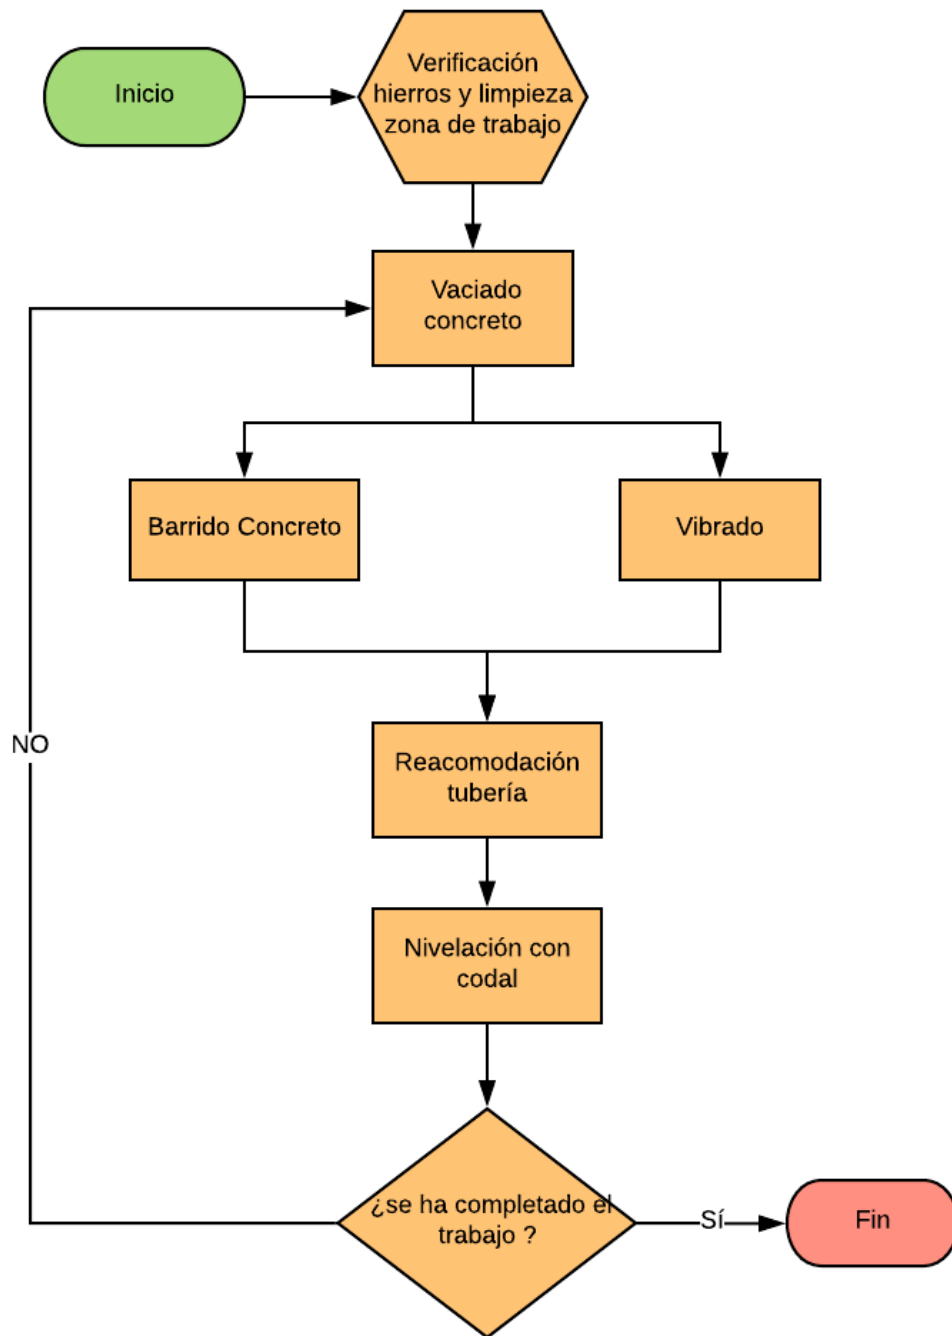 Inicio
Verificación
hierros y limpieza
zona de trabajo
Vaciado
concreto
Barrido Concreto
Vibrado
NO
Reacomodación
tubería
Nivelación con
codal
¿se ha completado el
trabajo ?
Sí
Fin